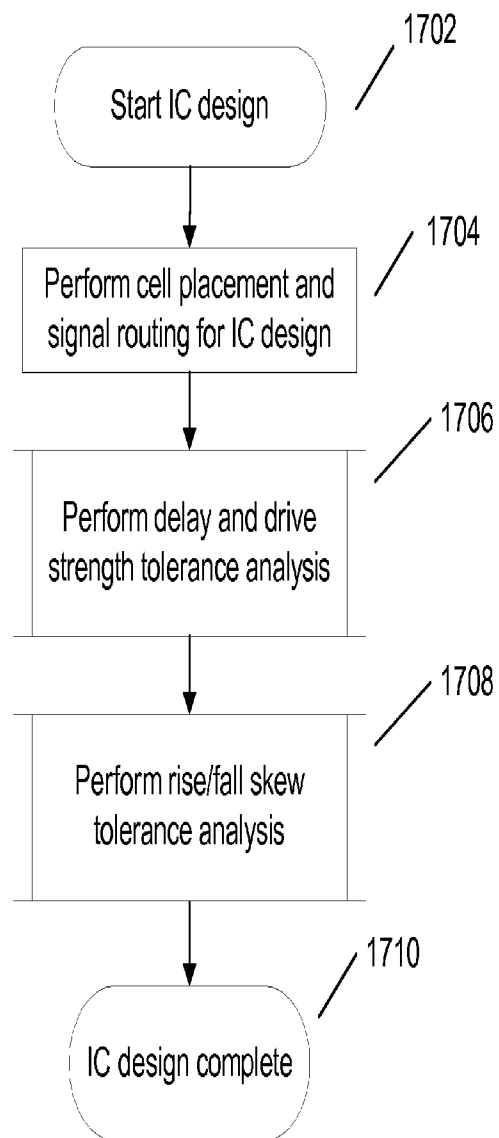 1702
Start IC design
1704
Perform cell placement and
signal routing for IC design
1706
Perform delay and drive
strength tolerance analysis
1708
Perform rise/fall skew
tolerance analysis
1710
IC design complete